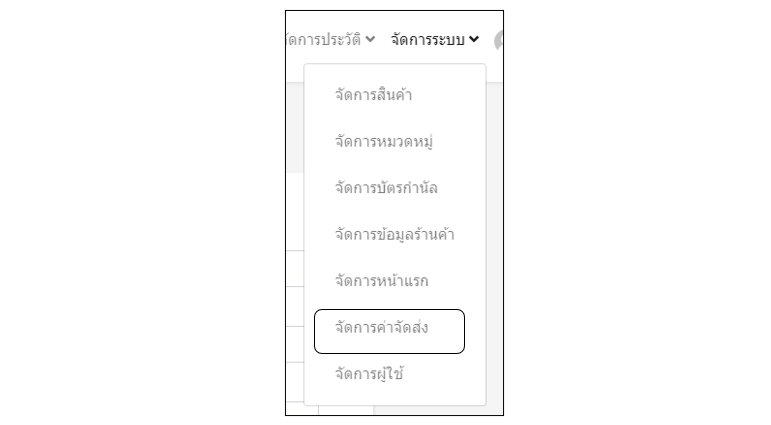 จัดการประวัติ จัดการระบบ
จัดการสินค้า
จัดการหมวดหมู่
จัดการบัตรกำนัล
จัดการข้อมูลร้านค้า
จัดการหน้าแรก
จัดการค่าจัดส่ง
จัดการผู้ใช้